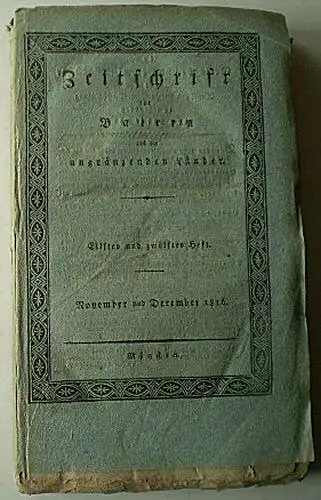 Zeitschrift
für
Baiern
und die
angränzenden Länder.
Eilftes und zwölftes Heft.
November und December 1816.
München.